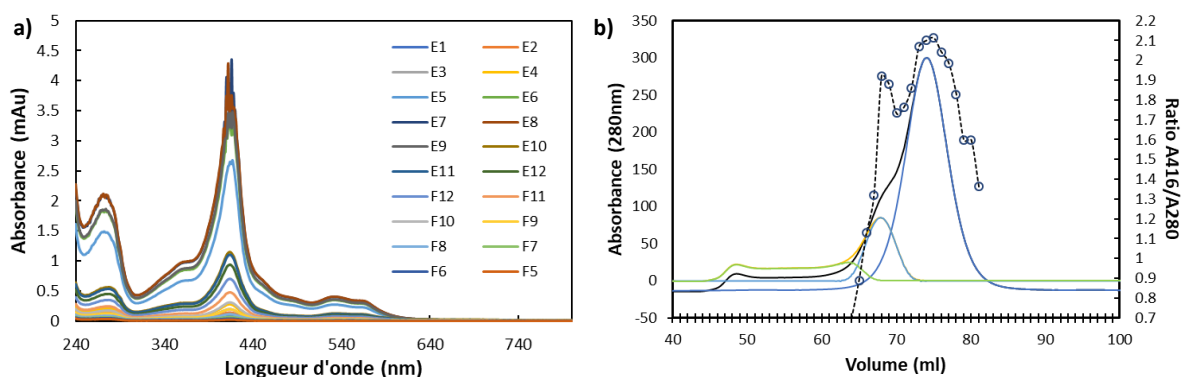 a)
Absorbance (mAu)
5
4.5
4
3.5
3
2.5
2
1.5
1
0.5
0
240 340 440 540 640 740
Longueur d'onde (nm)
E1 E2
E3 E4
E5 E6
E7 E8
E9 E10
E11 E12
F12 F11
F10 F9
F8 F7
F6 F5
b)
Absorbance (280nm)
350
300
250
200
150
100
50
0
-50
40 50 60 70 80 90 100
Volume (ml)
2.2
2.1
2
1.9
1.8
1.7
1.6
1.5
1.4
1.3
1.2
1.1
1
0.9
0.8
0.7
Ratio A416/A280